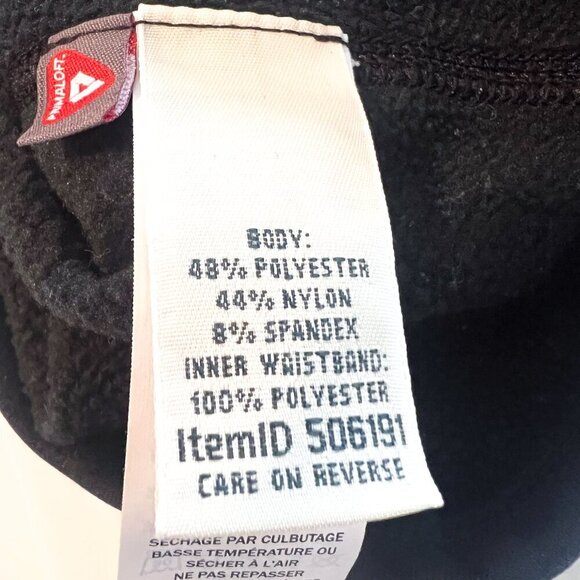 PRIMALOFT
BODY:
48% POLYESTER
44% NYLON
8% SPANDEX
INNER WAISTBAND:
100% POLYESTER
ItemID 506191
CARE ON REVERSE
SÉCHAGE PAR CULBUTAGE
BASSE TEMPÉRATURE OU
SÉCHER À L'AIR
NE PAS REPASSER